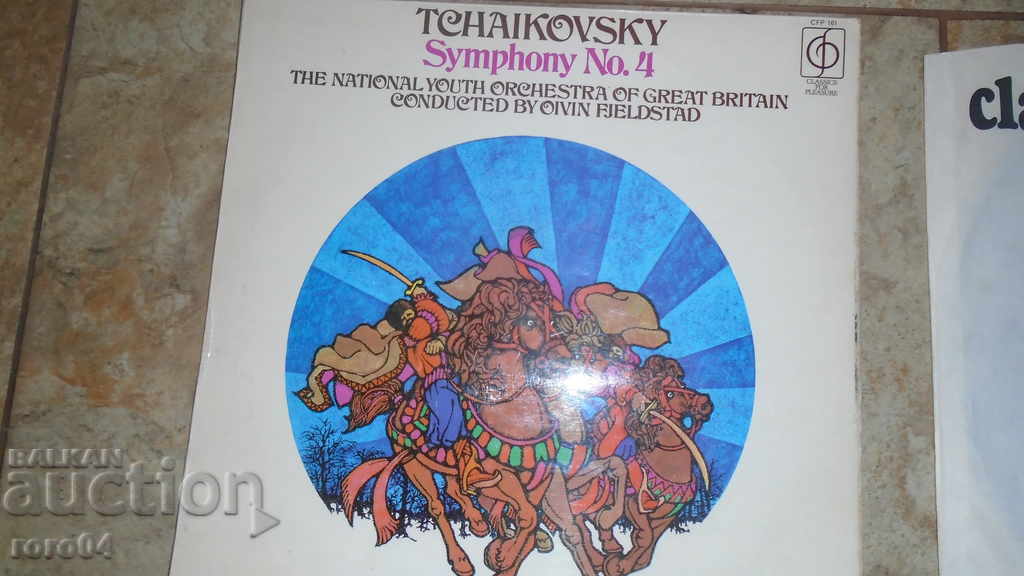 TCHAIKOVSKY
Symphony No. 4
THE NATIONAL YOUTH ORCHESTRA OF GREAT BRITAIN
CONDUCTED BY OIVIN FJELDSTAD
CFP 161
CLASSICS
FOR
PLEASURE
cla
BALKAN
auction
roro04